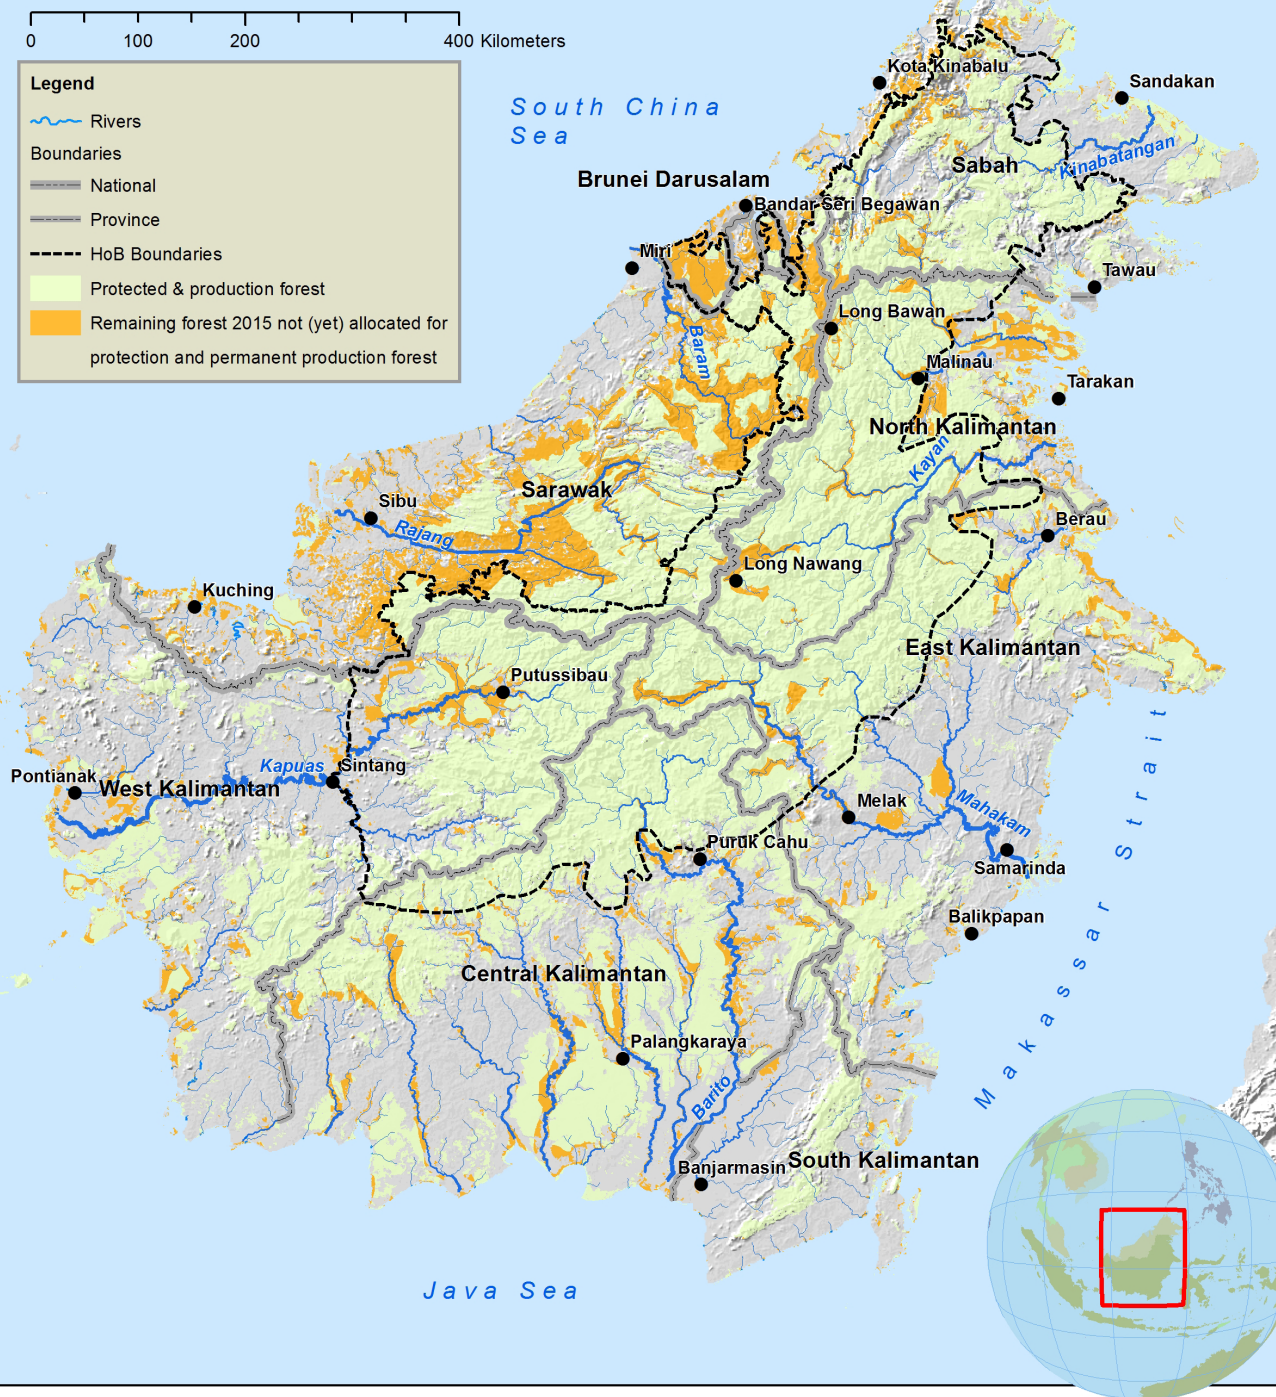 0 100 200 400 Kilometers
Legend
Rivers
Boundaries
National
Province
HoB Boundaries
Protected & production forest
Remaining forest 2015 not (yet) allocated for
protection and permanent production forest
South China
Sea
Kota Kinabalu
Sandakan
Kinabatangan
Sabah
Brunei Darusalam
Bandar Seri Begawan
Miri
Tawau
Long Bawan
Baram
Malinau
Tarakan
North Kalimantan
Kayan
Sarawak
Sibu
Rajang
Berau
Long Nawang
Kuching
East Kalimantan
Putussibau
Kapuas
Sintang
Pontianak
West Kalimantan
Melak
Mahakam
Puruk Cahu
Samarinda
Balikpapan
Makassar Strait
Central Kalimantan
Palangkaraya
Barito
Banjarmasin
South Kalimantan
Java Sea